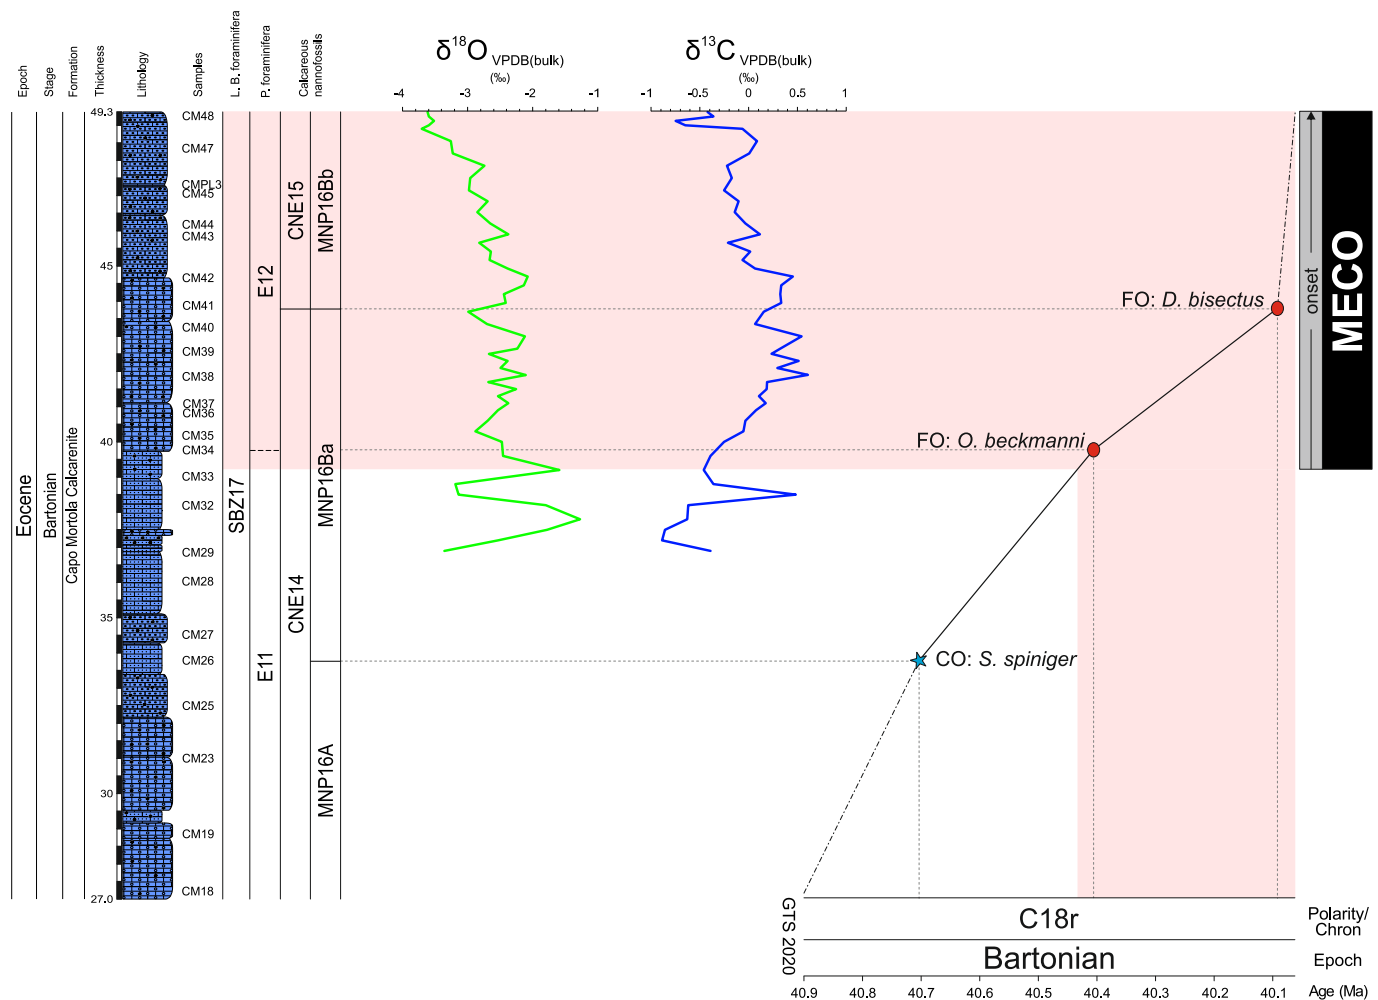 Epoch
Stage
Formation
Thickness
Lithology
Samples
L. B. foraminifera
P. foraminifera
Calcareous
nannofossils
δ18O VPDB(bulk)
(‰)
-4 -3 -2 -1
δ13C VPDB(bulk)
(‰)
-1 -0.5 0 0.5 1
49.3
45
40
35
30
27.0
Eocene
Bartonian
Capo Mortola Calcarenite
CM48
CM47
CMPL3
CM45
CM44
CM43
CM42
CM41
CM40
CM39
CM38
CM37
CM36
CM35
CM34
CM33
CM32
CM29
CM28
CM27
CM26
CM25
CM23
CM19
CM18
SBZ17
E12
E11
CNE15
CNE14
MNP16Bb
MNP16Ba
MNP16A
FO: D. bisectus
FO: O. beckmanni
CO: S. spiniger
onset
MECO
GTS 2020
C18r
Polarity/
Chron
Bartonian
Epoch
40.9 40.8 40.7 40.6 40.5 40.4 40.3 40.2 40.1 Age (Ma)